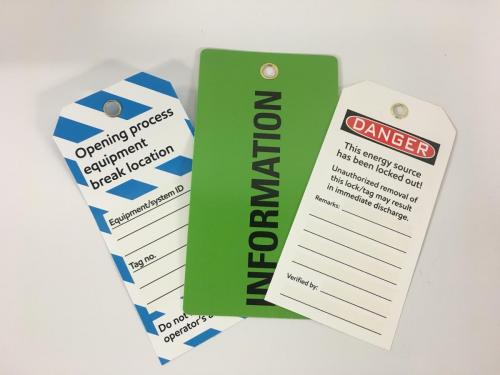 Opening process
equipment
break location
Equipment/system ID
Tag no.
Do not
operator's
INFORMATION
DANGER
This energy source
has been locked out!
Unauthorized removal of
this lock/tag may result
in immediate discharge.
Remarks:
Verified by: